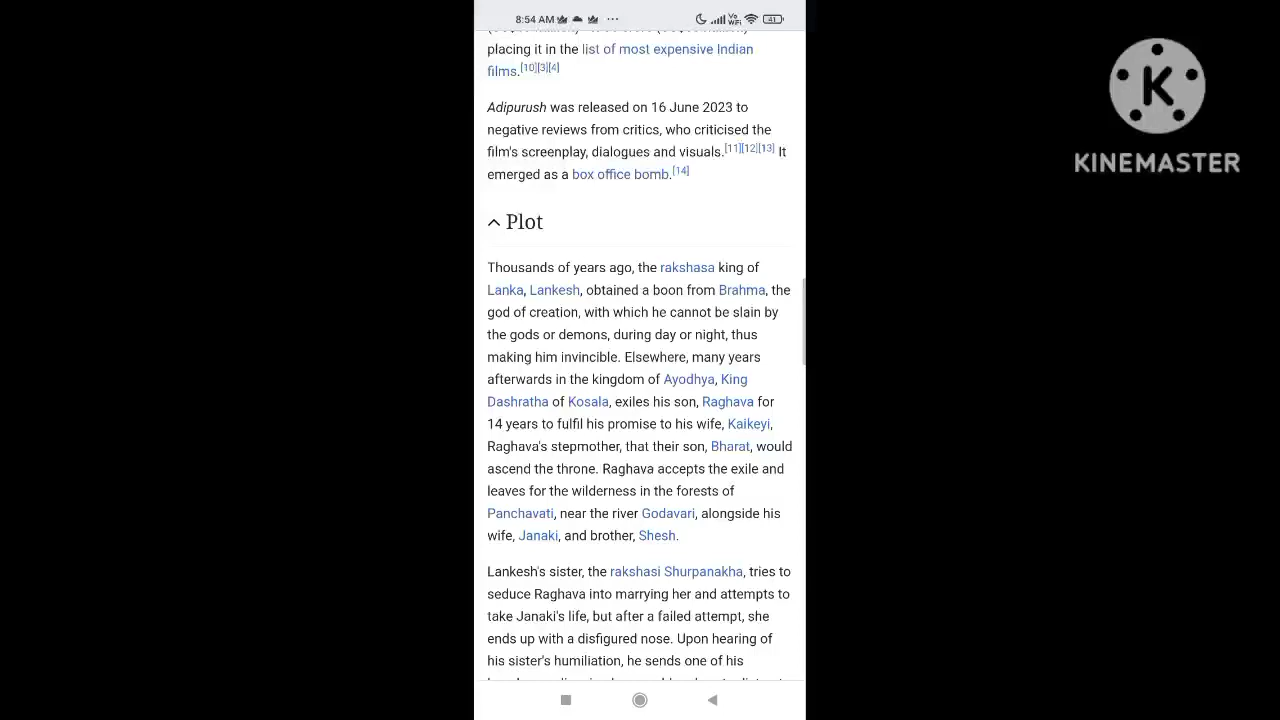 8:54 AM
Vo
WiFi
41
placing it in the list of most expensive Indian
films.[10][3][4]
Adipurush was released on 16 June 2023 to
negative reviews from critics, who criticised the
film's screenplay, dialogues and visuals.[11][12][13] It
emerged as a box office bomb.[14]
Plot
Thousands of years ago, the rakshasa king of
Lanka, Lankesh, obtained a boon from Brahma, the
god of creation, with which he cannot be slain by
the gods or demons, during day or night, thus
making him invincible. Elsewhere, many years
afterwards in the kingdom of Ayodhya, King
Dashratha of Kosala, exiles his son, Raghava for
14 years to fulfil his promise to his wife, Kaikeyi,
Raghava's stepmother, that their son, Bharat, would
ascend the throne. Raghava accepts the exile and
leaves for the wilderness in the forests of
Panchavati, near the river Godavari, alongside his
wife, Janaki, and brother, Shesh.
Lankesh's sister, the rakshasi Shurpanakha, tries to
seduce Raghava into marrying her and attempts to
take Janaki's life, but after a failed attempt, she
ends up with a disfigured nose. Upon hearing of
his sister's humiliation, he sends one of his
K
KINEMASTER